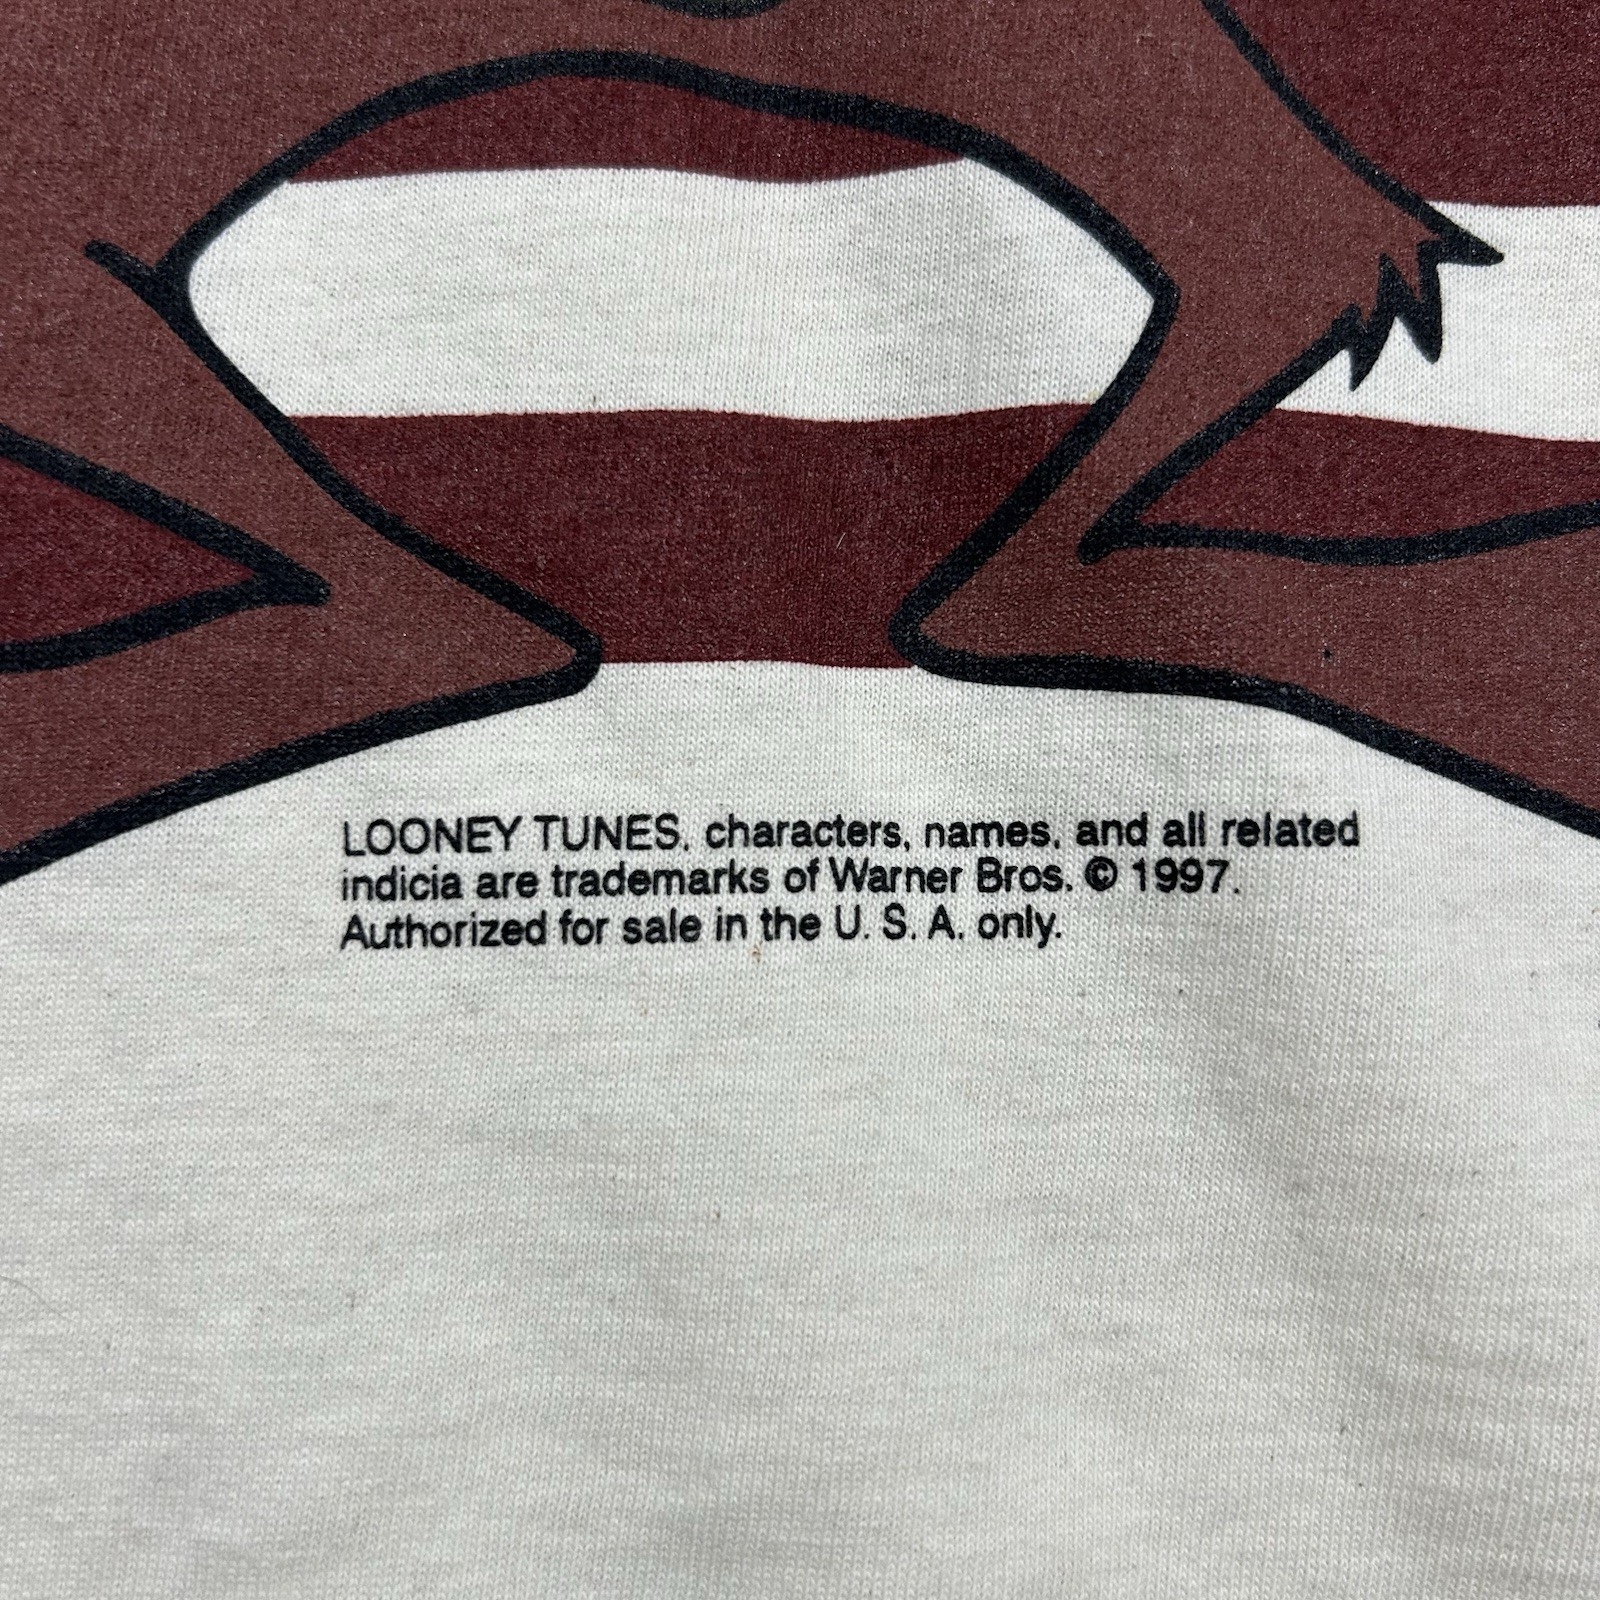 LOONEY TUNES, characters, names, and all related
indicia are trademarks of Warner Bros. © 1997.
Authorized for sale in the U. S. A. only.